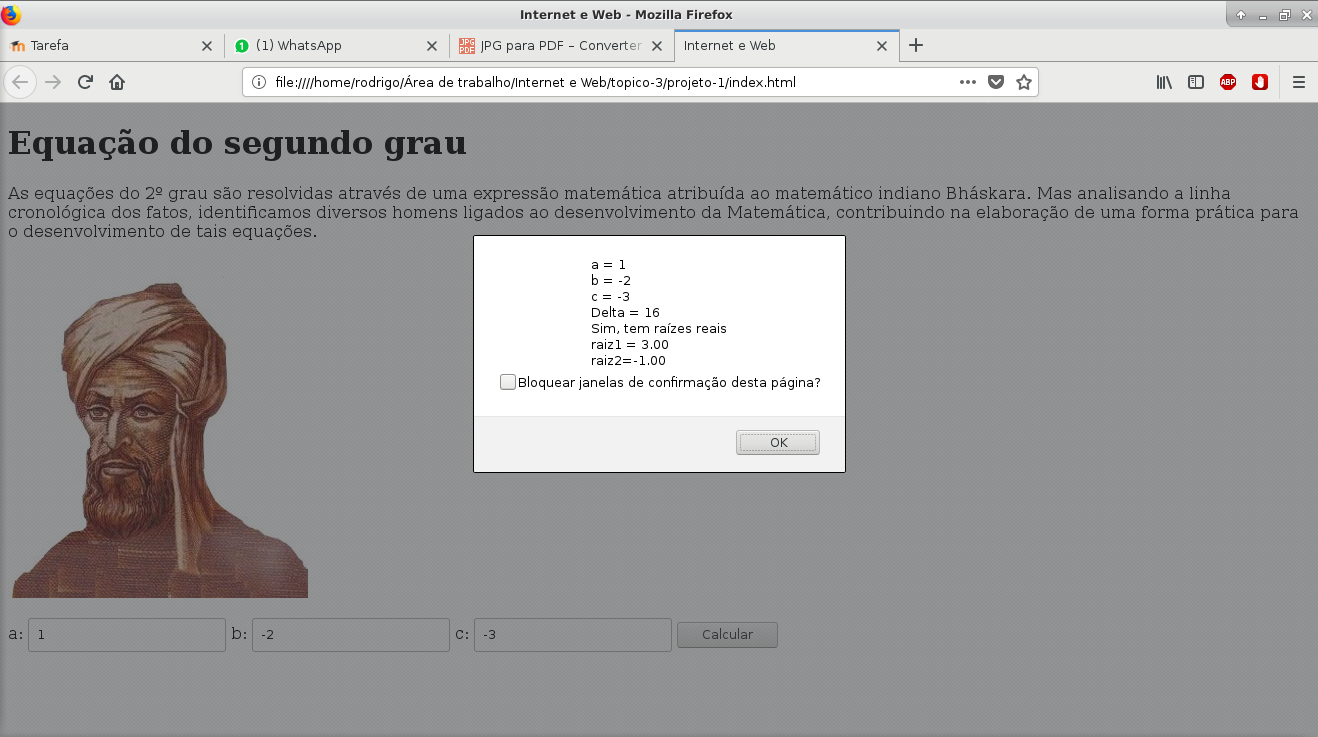 Internet e Web - Mozilla Firefox
Tarefa
1 (1) WhatsApp
JPG PDF JPG para PDF – Converter
Internet e Web
file:////home/rodrigo/Área de trabalho/Internet e Web/topico-3/projeto-1/index.html
ABP
Equação do segundo grau
As equações do 2º grau são resolvidas através de uma expressão matemática atribuída ao matemático indiano Bháskara. Mas analisando a linha
cronológica dos fatos, identificamos diversos homens ligados ao desenvolvimento da Matemática, contribuindo na elaboração de uma forma prática para
o desenvolvimento de tais equações.
a = 1
b = -2
c = -3
Delta = 16
Sim, tem raízes reais
raiz1 = 3.00
raiz2=-1.00
Bloquear janelas de confirmação desta página?
OK
a: 1 b: -2 c: -3 Calcular